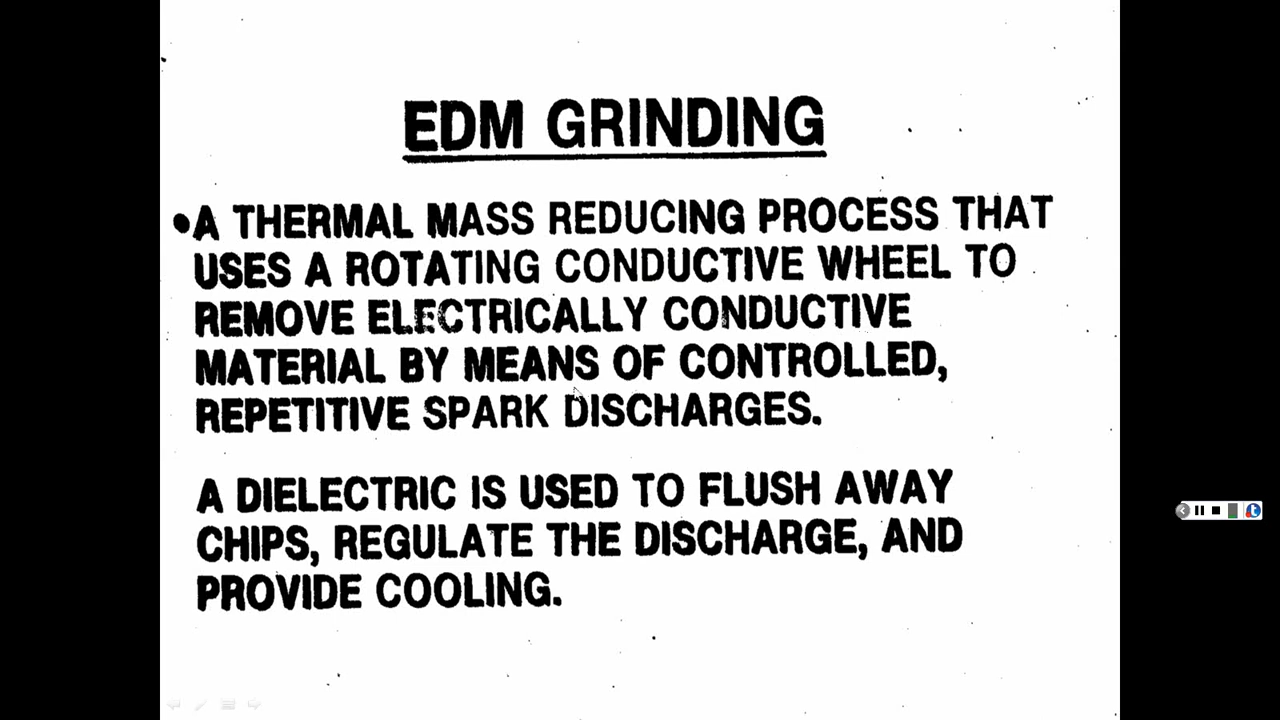 EDM GRINDING
•A THERMAL MASS REDUCING PROCESS THAT
USES A ROTATING CONDUCTIVE WHEEL TO
REMOVE ELECTRICALLY CONDUCTIVE
MATERIAL BY MEANS OF CONTROLLED,
REPETITIVE SPARK DISCHARGES.
A DIELECTRIC IS USED TO FLUSH AWAY
CHIPS, REGULATE THE DISCHARGE, AND
PROVIDE COOLING.